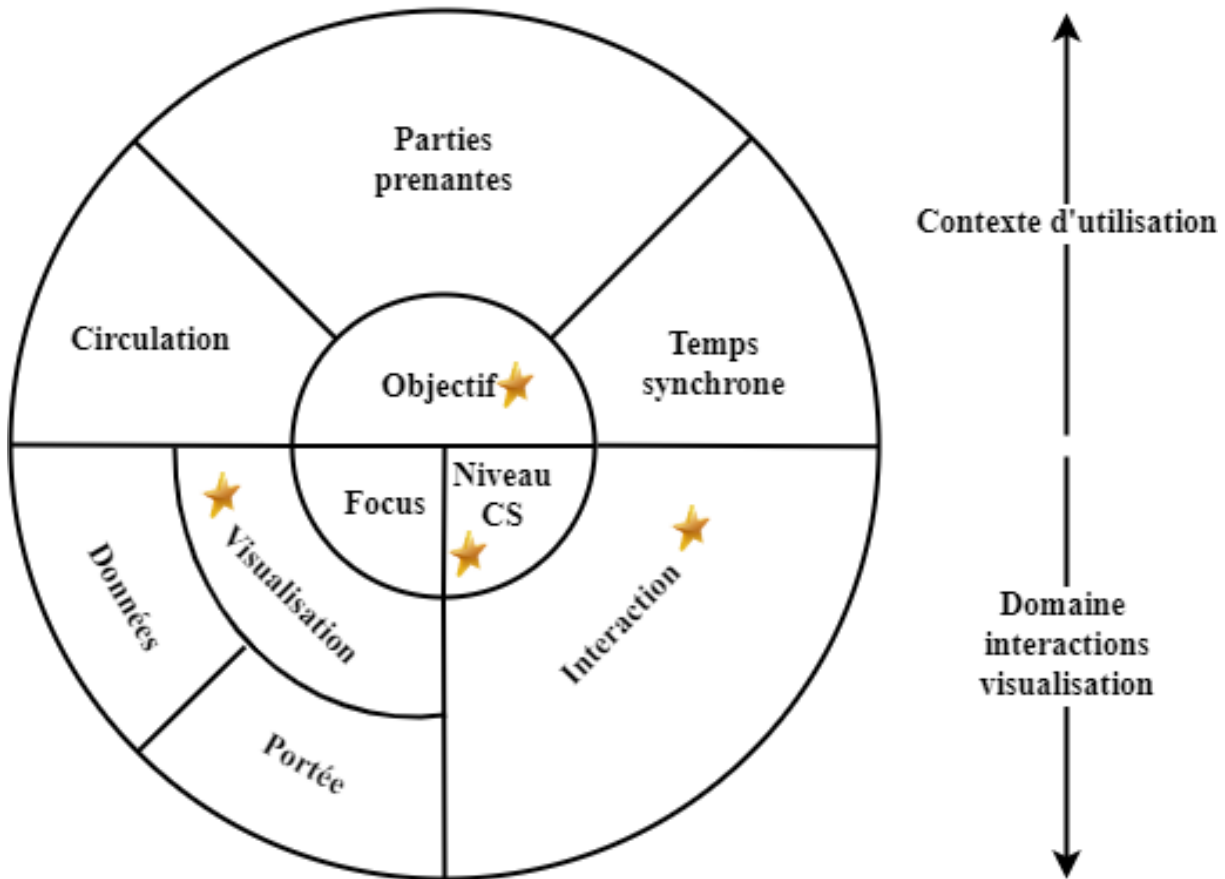 Parties
prenantes
Contexte d'utilisation
Circulation
Temps
synchrone
Objectif
Niveau
CS
Focus
Visualisation
Données
Interaction
Portée
Domaine
interactions
visualisation